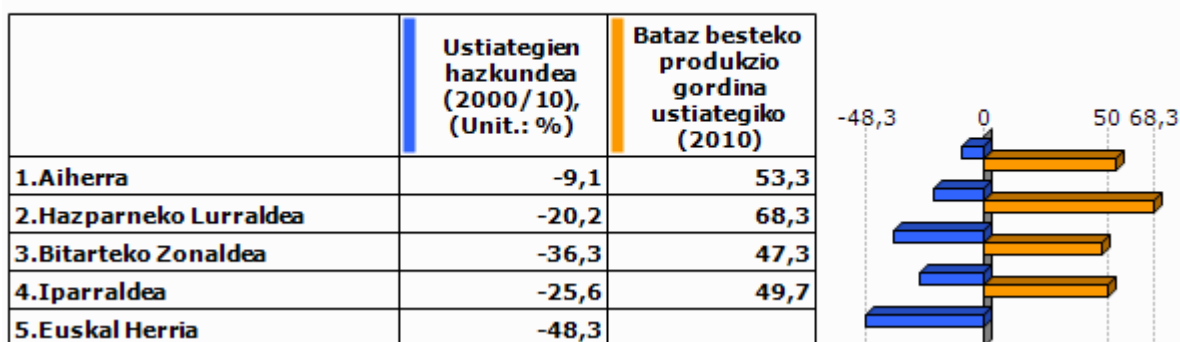 Ustiategien
hazkundea
(2000/10),
(Unit.: %)
Bataz besteko
produkzio
gordina
ustiategiko
(2010)
-48,3 0 50 68,3
1.Aiherra -9,1 53,3
2.Hazparneko Lurraldea -20,2 68,3
3.Bitarteko Zonaldea -36,3 47,3
4.Iparraldea -25,6 49,7
5.Euskal Herria -48,3